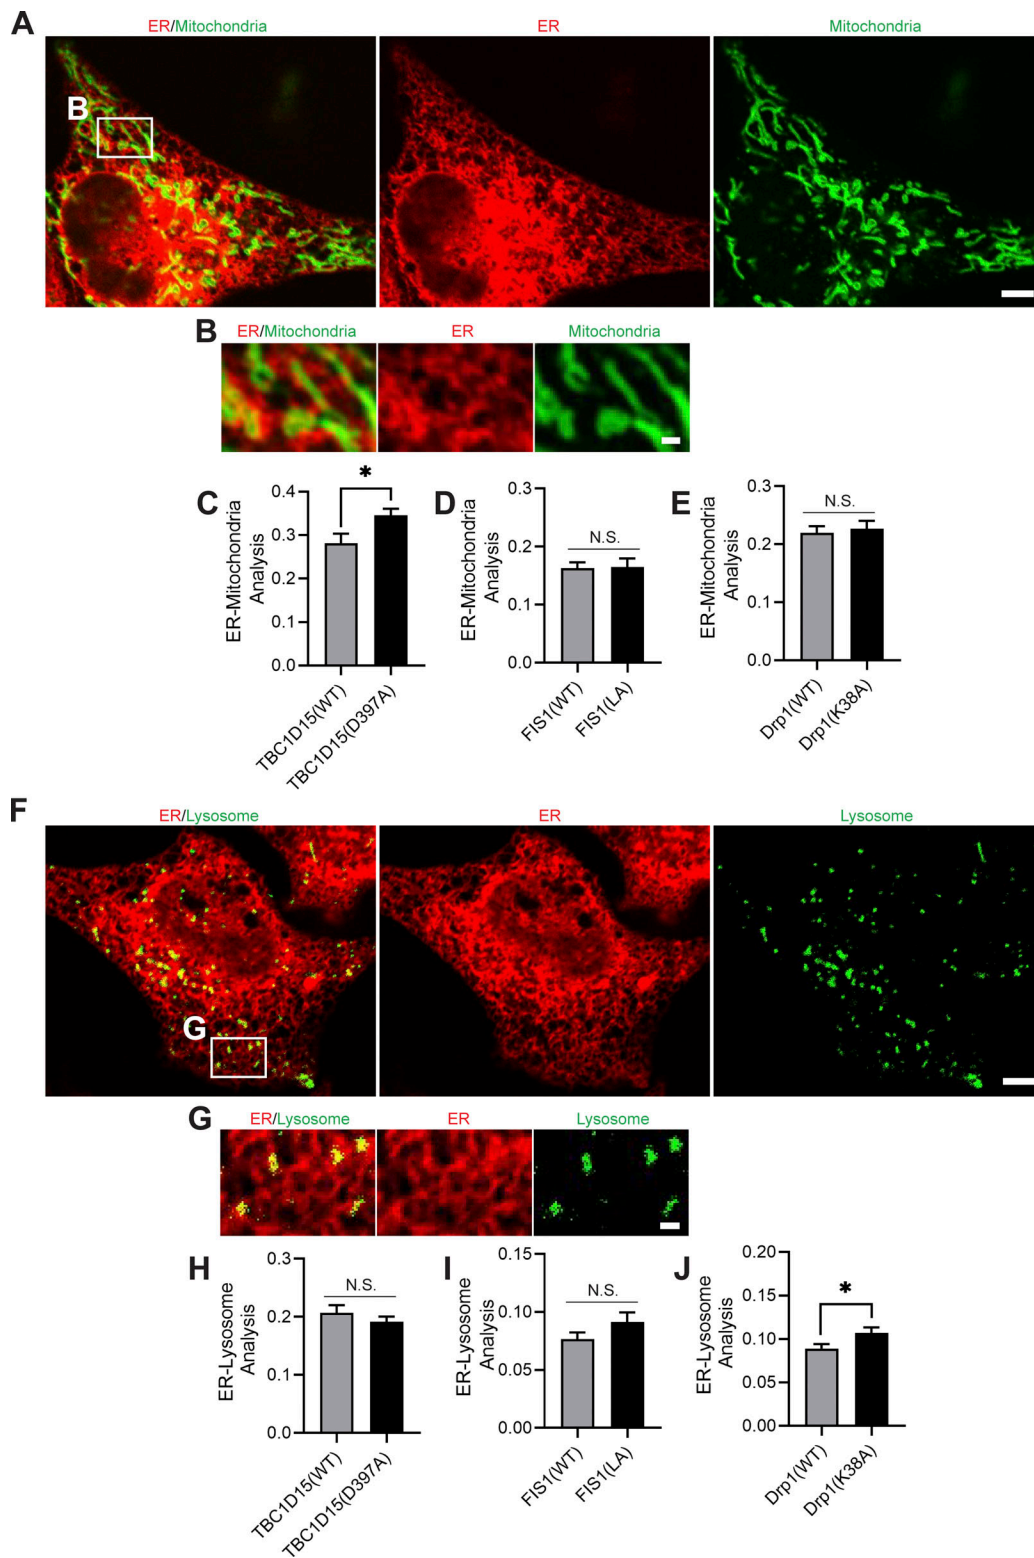 A
ER/Mitochondria
ER
Mitochondria
B
B
ER/Mitochondria
ER
Mitochondria
C
ER-Mitochondria
Analysis
0.4
0.3
0.2
0.1
0.0
*
TBC1D15(WT)
TBC1D15(D397A)
D
ER-Mitochondria
Analysis
0.3
0.2
0.1
0.0
N.S.
FIS1(WT)
FIS1(LA)
E
ER-Mitochondria
Analysis
0.3
0.2
0.1
0.0
N.S.
Drp1(WT)
Drp1(K38A)
F
ER/Lysosome
ER
Lysosome
G
G
ER/Lysosome
ER
Lysosome
H
ER-Lysosome
Analysis
0.3
0.2
0.1
0.0
N.S.
TBC1D15(WT)
TBC1D15(D397A)
I
ER-Lysosome
Analysis
0.15
0.10
0.05
0.00
N.S.
FIS1(WT)
FIS1(LA)
J
ER-Lysosome
Analysis
0.20
0.15
0.10
0.05
0.00
*
Drp1(WT)
Drp1(K38A)